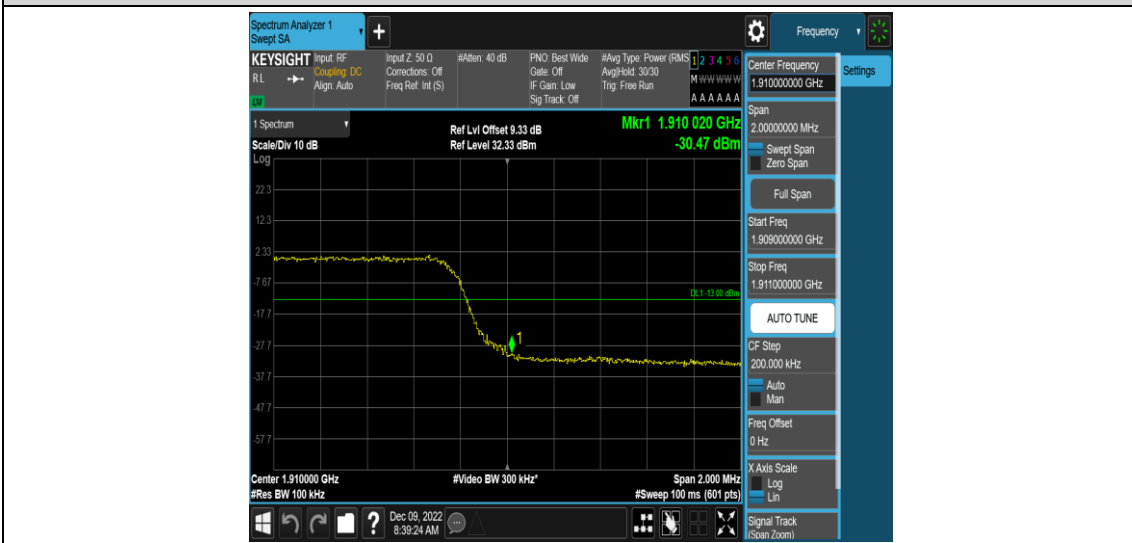 Spectrum Analyzer 1
Swept SA
+
Frequency
KEYSIGHT
RL
LXI
Input: RF
Coupling: DC
Align: Auto
Input Z: 50 Ω
Corrections: Off
Freq Ref: Int (S)
#Atten: 40 dB
PNO: Best Wide
Gate: Off
IF Gain: Low
Sig Track: Off
#Avg Type: Power (RMS
Avg|Hold: 30/30
Trig: Free Run
1 2 3 4 5 6
M W W W W W
A A A A A A
1 Spectrum
Scale/Div 10 dB
Log
Ref Lvl Offset 9.33 dB
Ref Level 32.33 dBm
Mkr1 1.910 020 GHz
-30.47 dBm
22.3
12.3
2.33
-7.67
-17.7
-27.7
-37.7
-47.7
-57.7
DL1 -13.00 dBm
1
Center 1.910000 GHz
#Res BW 100 kHz
#Video BW 300 kHz*
Span 2.000 MHz
#Sweep 100 ms (601 pts)
Center Frequency
1.910000000 GHz
Settings
Span
2.00000000 MHz
Swept Span
Zero Span
Full Span
Start Freq
1.909000000 GHz
Stop Freq
1.911000000 GHz
AUTO TUNE
CF Step
200.000 kHz
Auto
Man
Freq Offset
0 Hz
X Axis Scale
Log
Lin
Signal Track
(Span Zoom)
?
Dec 09, 2022
8:39:24 AM